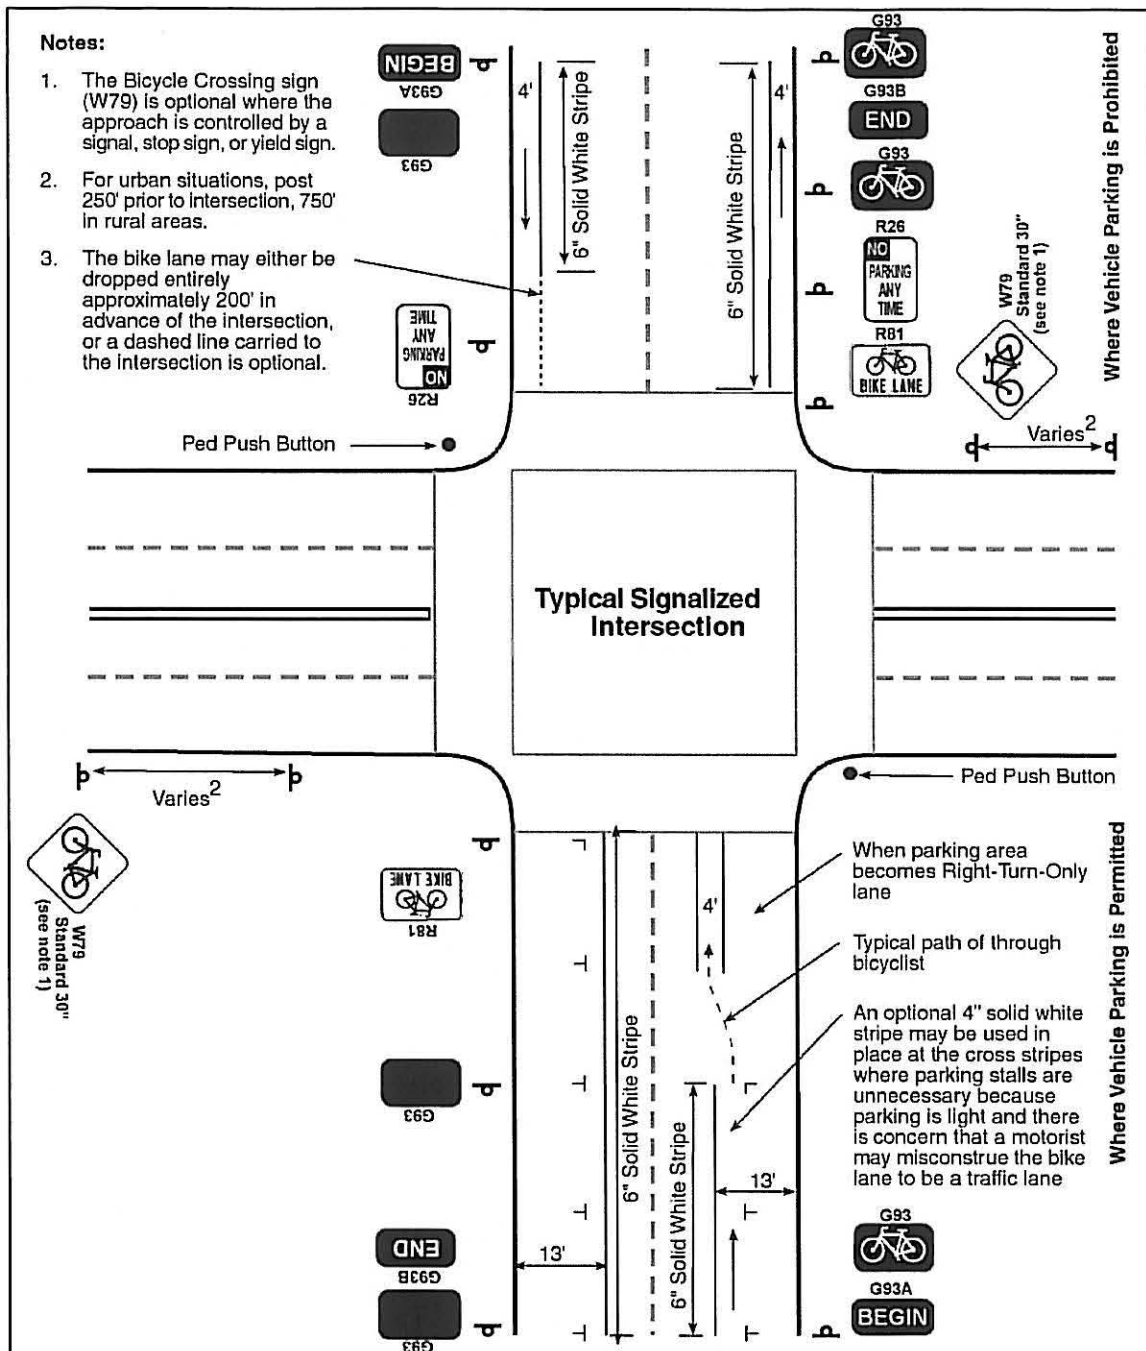 Notes:
1. The Bicycle Crossing sign
(W79) is optional where the
approach is controlled by a
signal, stop sign, or yield sign.
2. For urban situations, post
250' prior to intersection, 750'
in rural areas.
3. The bike lane may either be
dropped entirely
approximately 200' in
advance of the intersection,
or a dashed line carried to
the intersection is optional.
BEGIN
G93A
G93
NO
PARKING
ANY
TIME
R26
4'
6" Solid White Stripe
6" Solid White Stripe
4'
G93
G93B
END
G93
R26
NO
PARKING
ANY
TIME
R81
BIKE LANE
W79
Standard 30"
(see note 1)
Where Vehicle Parking is Prohibited
Varies2
Ped Push Button
Typical Signalized
Intersection
Varies2
Ped Push Button
W79
Standard 30"
(see note 1)
BIKE LANE
R81
G93
END
G93B
G93
13'
6" Solid White Stripe
6" Solid White Stripe
4'
13'
When parking area
becomes Right-Turn-Only
lane
Typical path of through
bicyclist
An optional 4" solid white
stripe may be used in
place at the cross stripes
where parking stalls are
unnecessary because
parking is light and there
is concern that a motorist
may misconstrue the bike
lane to be a traffic lane
Where Vehicle Parking is Permitted
G93
G93A
BEGIN